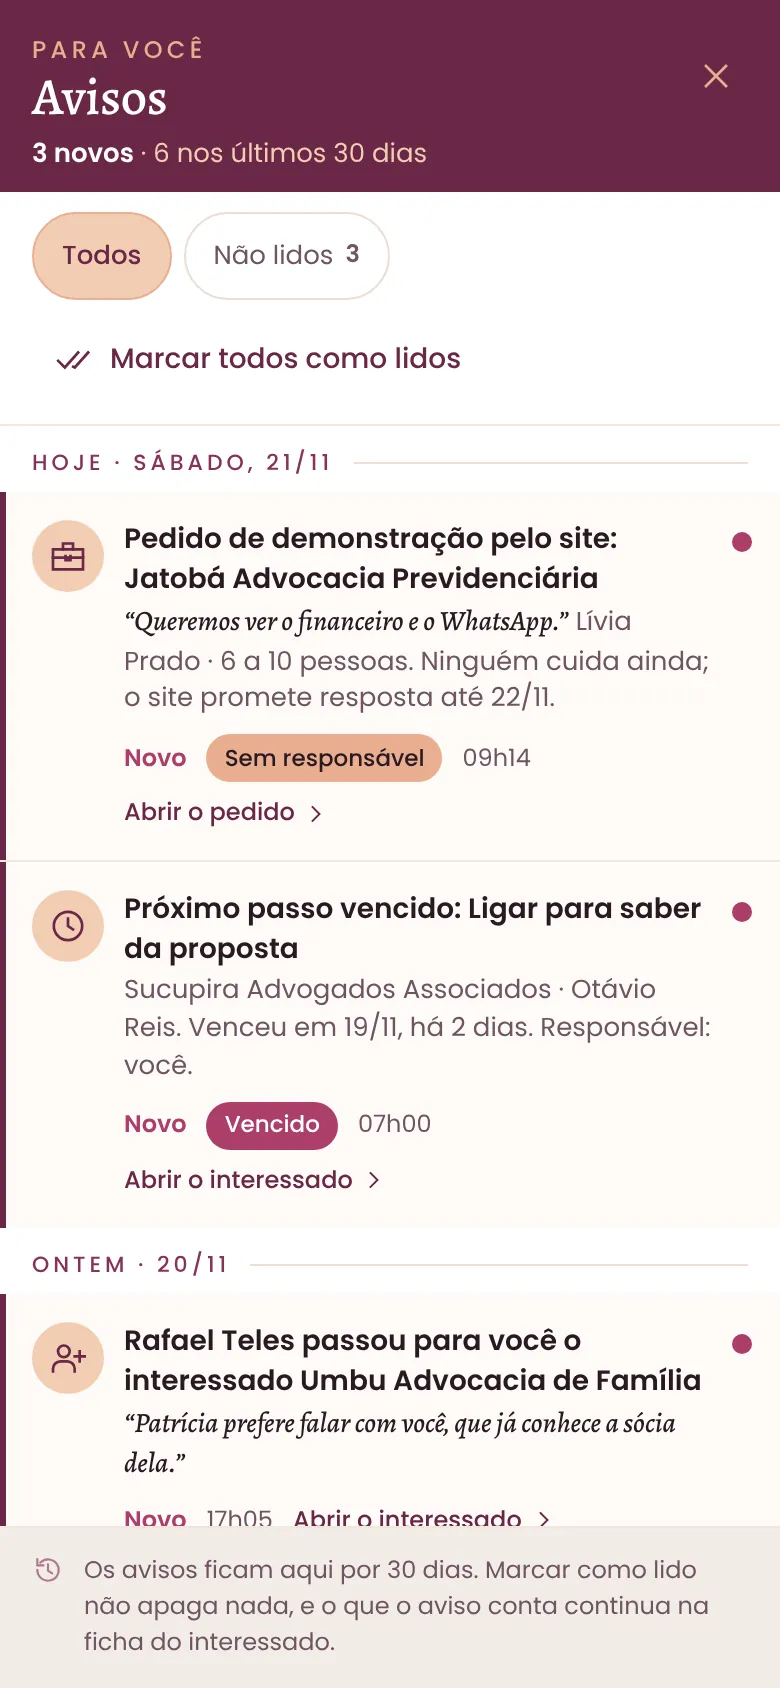 PARA VOCÊ
Avisos
3 novos · 6 nos últimos 30 dias
Todos
Não lidos 3
Marcar todos como lidos
HOJE · SÁBADO, 21/11
Pedido de demonstração pelo site:
Jatobá Advocacia Previdenciária
“Queremos ver o financeiro e o WhatsApp.” Lívia
Prado · 6 a 10 pessoas. Ninguém cuida ainda;
o site promete resposta até 22/11.
Novo Sem responsável 09h14
Abrir o pedido
Próximo passo vencido: Ligar para saber
da proposta
Sucupira Advogados Associados · Otávio
Reis. Venceu em 19/11, há 2 dias. Responsável:
você.
Novo Vencido 07h00
Abrir o interessado
ONTEM · 20/11
Rafael Teles passou para você o
interessado Umbu Advocacia de Família
“Patrícia prefere falar com você, que já conhece a sócia
dela.”
Novo 17h05 Abrir o interessado
Os avisos ficam aqui por 30 dias. Marcar como lido
não apaga nada, e o que o aviso conta continua na
ficha do interessado.